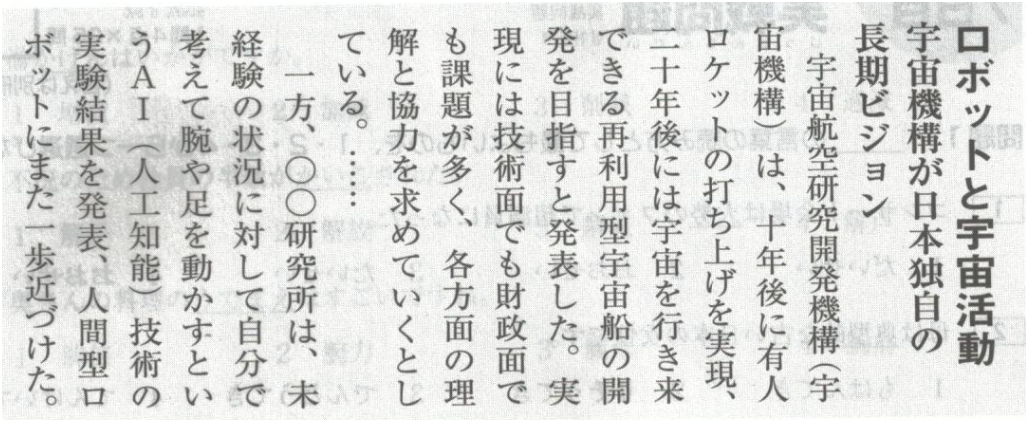 ロボットと宇宙活動
宇宙機構が日本独自の
長期ビジョン
宇宙航空研究開発機構(宇
宙機構)は、十年後に有人
ロケットの打ち上げを実現、
二十年後には宇宙を行き来
できる再利用型宇宙船の開
発を目指すと発表した。実
現には技術面でも財政面で
も課題が多く、各方面の理
解と協力を求めていくとし
ている。……
一方、〇〇研究所は、未
経験の状況に対して自分で
考えて腕や足を動かすとい
うAI(人工知能)技術の
実験結果を発表、人間型ロ
ボットにまた一歩近づけた。